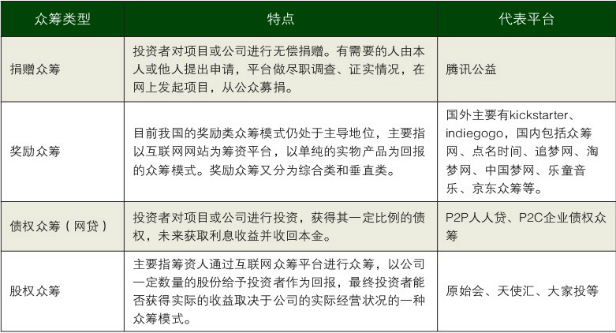 众筹类型
特点
代表平台
捐赠众筹
投资者对项目或公司进行无偿捐赠。有需要的人由本
人或他人提出申请，平台做尽职调查、证实情况，在
网上发起项目，从公众募捐。
腾讯公益
奖励众筹
目前我国的奖励类众筹模式仍处于主导地位，主要指
以互联网网站为筹资平台，以单纯的实物产品为回报
的众筹模式。奖励众筹又分为综合类和垂直类。
国外主要有kickstarter、
indiegogo，国内包括众筹
网、点名时间、追梦网、淘
梦网、中国梦网、乐童音
乐、京东众筹等。
债权众筹（网贷）
投资者对项目或公司进行投资，获得其一定比例的债
权，未来获取利息收益并收回本金。
P2P人人贷、P2C企业债权众
筹
股权众筹
主要指筹资人通过互联网众筹平台进行众筹，以公司
一定数量的股份给予投资者作为回报，最终投资者能
否获得实际的收益取决于公司的实际经营状况的一种
众筹模式。
原始会、天使汇、大家投等